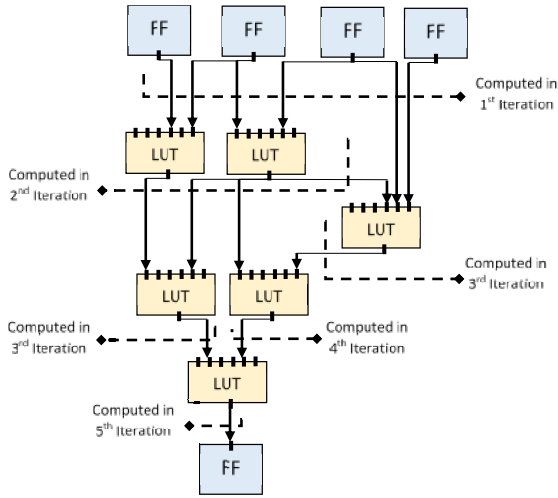 FF FF FF FF
Computed in
1st Iteration
LUT LUT
Computed in
2nd Iteration
LUT
Computed in
3rd Iteration
LUT LUT
Computed in
3rd Iteration
Computed in
4th Iteration
LUT
Computed in
5th Iteration
FF